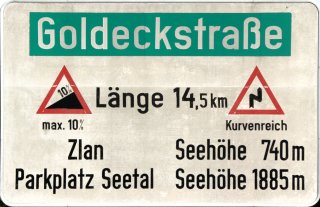 Goldeckstraße
10%
Länge 14,5 km
max. 10%
Kurvenreich
Zlan Seehöhe 740 m
Parkplatz Seetal Seehöhe 1885 m